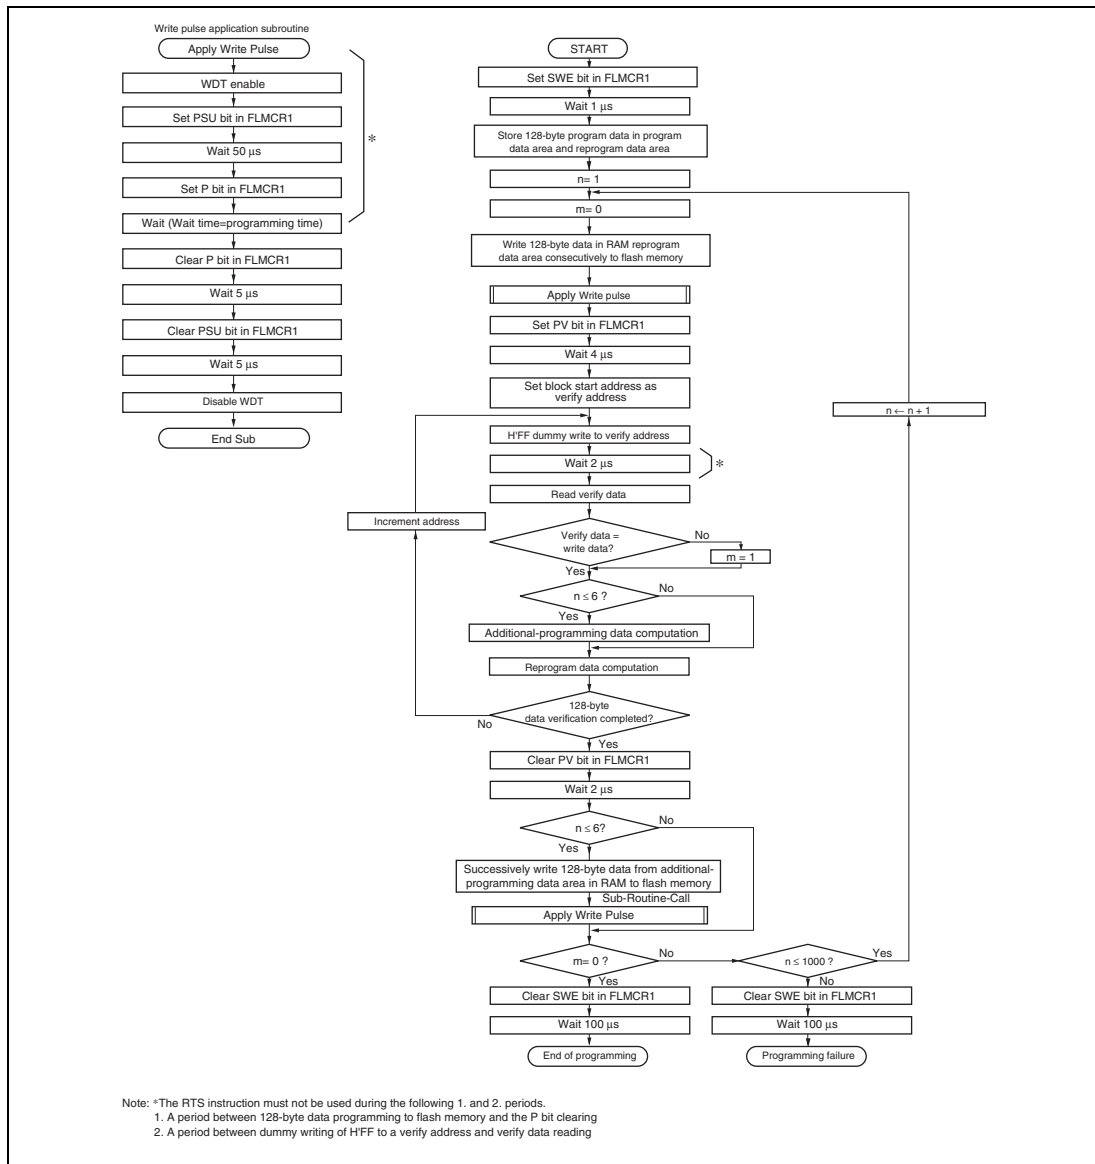 Write pulse application subroutine
Apply Write Pulse
WDT enable
Set PSU bit in FLMCR1
Wait 50 μs
Set P bit in FLMCR1
Wait (Wait time=programming time)
*
Clear P bit in FLMCR1
Wait 5 μs
Clear PSU bit in FLMCR1
Wait 5 μs
Disable WDT
End Sub
START
Set SWE bit in FLMCR1
Wait 1 μs
Store 128-byte program data in program
data area and reprogram data area
n= 1
m= 0
Write 128-byte data in RAM reprogram
data area consecutively to flash memory
Apply Write pulse
Set PV bit in FLMCR1
Wait 4 μs
Set block start address as
verify address
n ← n + 1
H'FF dummy write to verify address
Wait 2 μs
*
Read verify data
Increment address
Verify data =
write data?
No
m = 1
Yes
n ≤ 6 ?
No
Yes
Additional-programming data computation
Reprogram data computation
128-byte
data verification completed?
No
Yes
Clear PV bit in FLMCR1
Wait 2 μs
n ≤ 6?
No
Yes
Successively write 128-byte data from additional-
programming data area in RAM to flash memory
Sub-Routine-Call
Apply Write Pulse
m= 0 ?
No
n ≤ 1000 ?
Yes
Yes
No
Clear SWE bit in FLMCR1
Clear SWE bit in FLMCR1
Wait 100 μs
Wait 100 μs
End of programming
Programming failure
Note: *The RTS instruction must not be used during the following 1. and 2. periods.
1. A period between 128-byte data programming to flash memory and the P bit clearing
2. A period between dummy writing of H'FF to a verify address and verify data reading